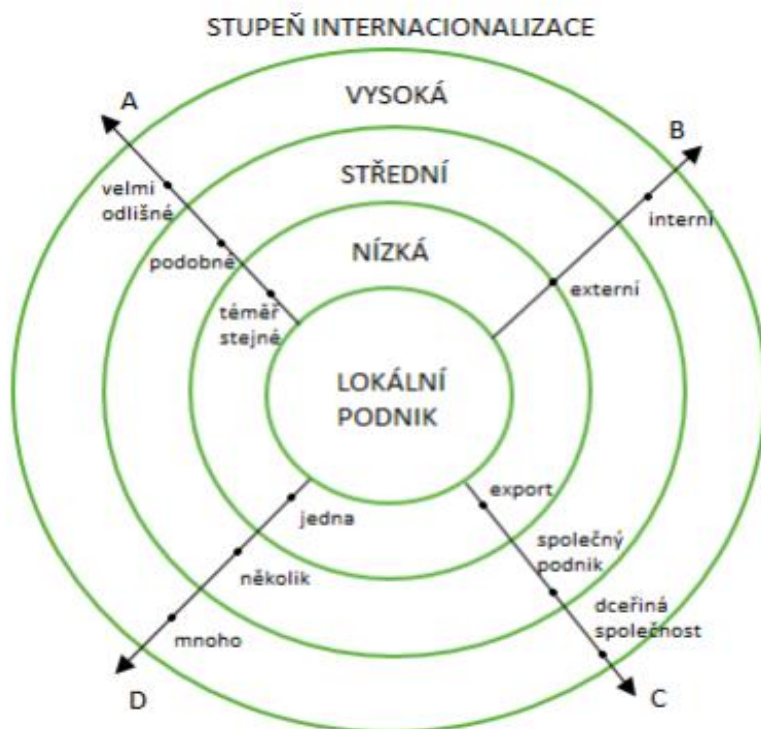 STUPEŇ INTERNACIONALIZACE
VYSOKÁ
A
B
STŘEDNÍ
velmi
odlišné
interní
podobné
NÍZKÁ
externí
téměř
stejné
LOKÁLNÍ
PODNIK
export
jedna
společný
podnik
několik
dceřiná
společnost
mnoho
D
C